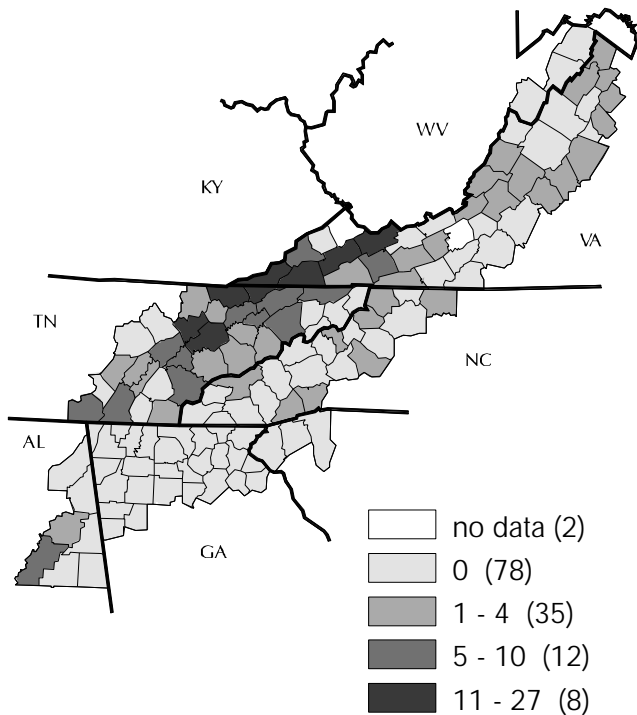 WV
KY
VA
TN
NC
AL
GA
no data (2)
0 (78)
1 - 4 (35)
5 - 10 (12)
11 - 27 (8)